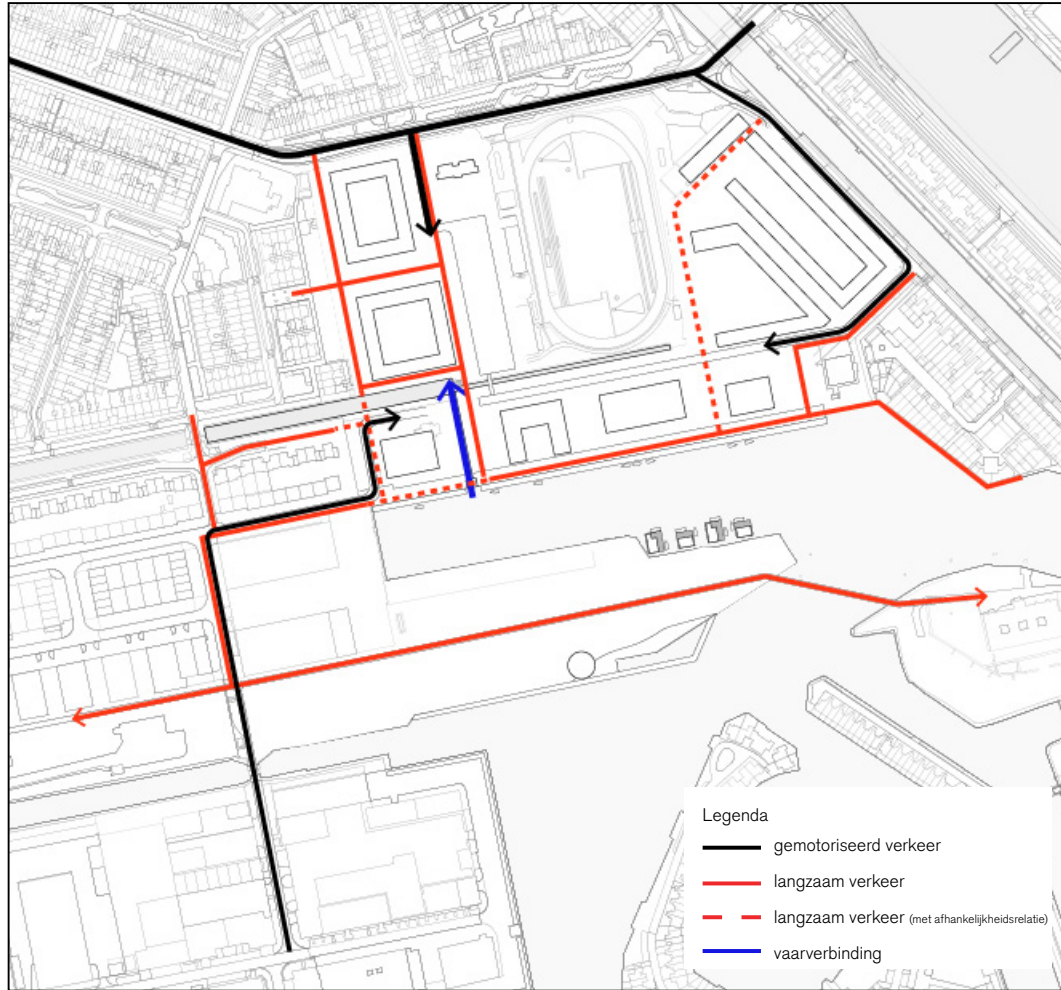 Legenda
gemotoriseerd verkeer
langzaam verkeer
langzaam verkeer (met afhankelijkheidsrelatie)
vaarverbinding